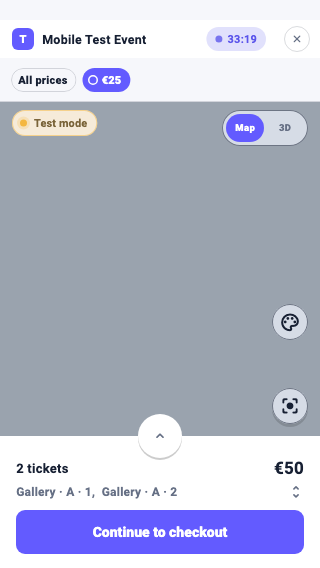 T Mobile Test Event 33:19
All prices €25
Test mode
Map 3D
2 tickets €50
Gallery · A · 1, Gallery · A · 2
Continue to checkout